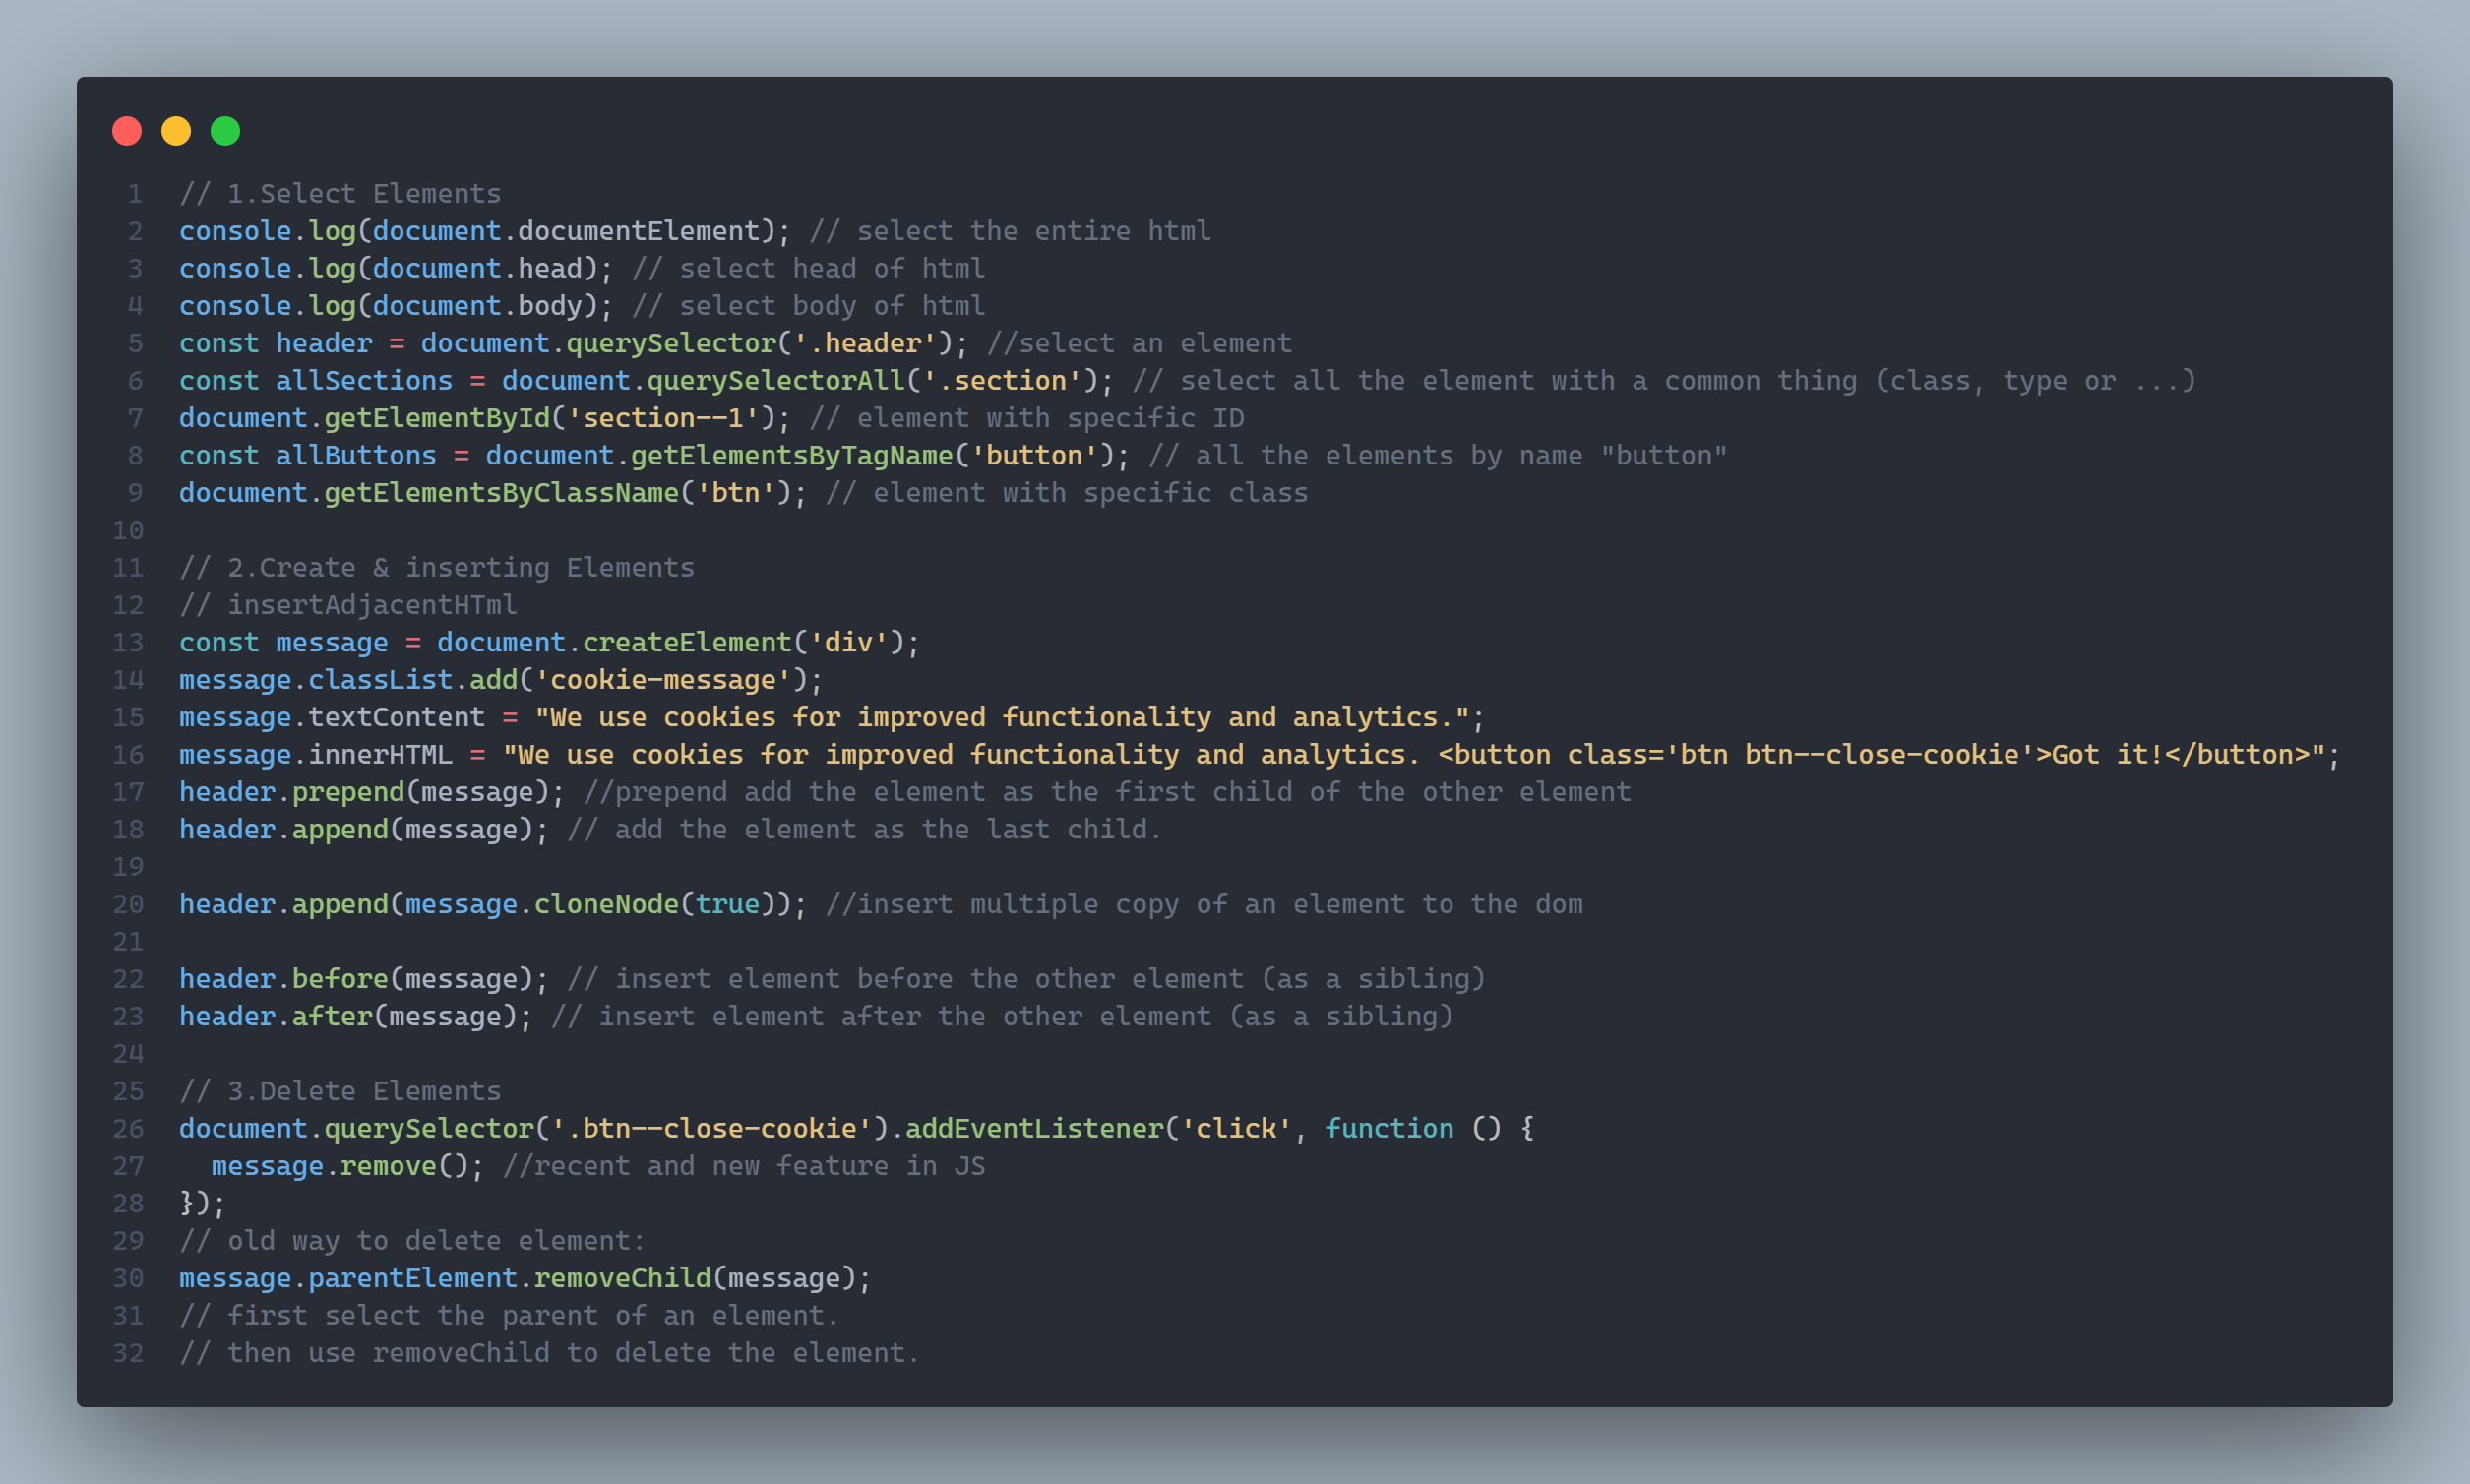 1 // 1.Select Elements
2 console.log(document.documentElement); // select the entire html
3 console.log(document.head); // select head of html
4 console.log(document.body); // select body of html
5 const header = document.querySelector('.header'); //select an element
6 const allSections = document.querySelectorAll('.section'); // select all the element with a common thing (class, type or ...)
7 document.getElementById('section--1'); // element with specific ID
8 const allButtons = document.getElementsByTagName('button'); // all the elements by name "button"
9 document.getElementsByClassName('btn'); // element with specific class
10
11 // 2.Create & inserting Elements
12 // insertAdjacentHTml
13 const message = document.createElement('div');
14 message.classList.add('cookie-message');
15 message.textContent = "We use cookies for improved functionality and analytics.";
16 message.innerHTML = "We use cookies for improved functionality and analytics. <button class='btn btn--close-cookie'>Got it!</button>";
17 header.prepend(message); //prepend add the element as the first child of the other element
18 header.append(message); // add the element as the last child.
19
20 header.append(message.cloneNode(true)); //insert multiple copy of an element to the dom
21
22 header.before(message); // insert element before the other element (as a sibling)
23 header.after(message); // insert element after the other element (as a sibling)
24
25 // 3.Delete Elements
26 document.querySelector('.btn--close-cookie').addEventListener('click', function () {
27   message.remove(); //recent and new feature in JS
28 });
29 // old way to delete element:
30 message.parentElement.removeChild(message);
31 // first select the parent of an element.
32 // then use removeChild to delete the element.